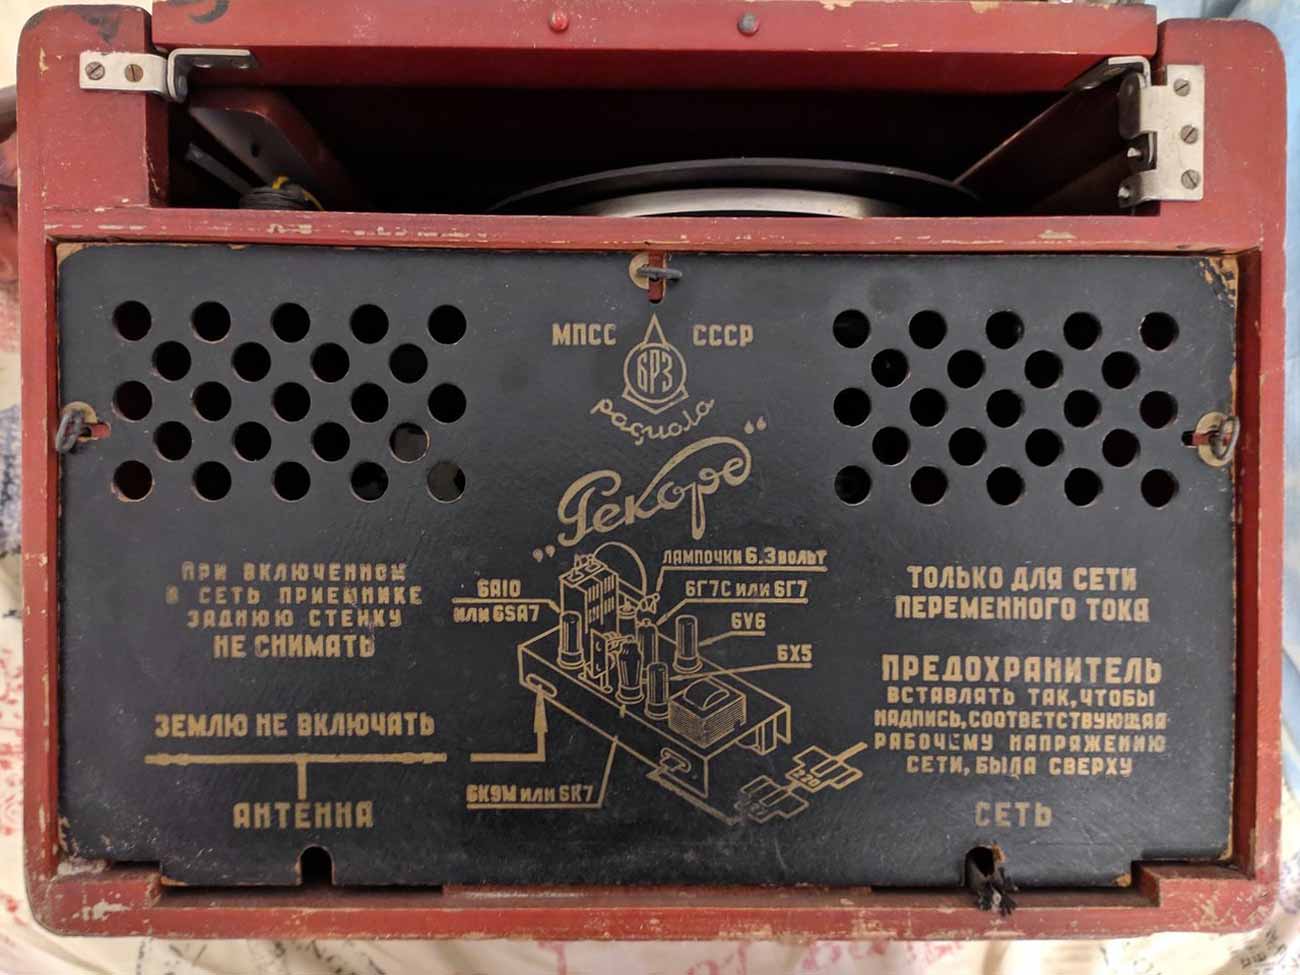 МПСС СССР
БРЗ
радиола
„Рекорд“
ПРИ ВКЛЮЧЕННОМ
В СЕТЬ ПРИЕМНИКЕ
ЗАДНЮЮ СТЕНКУ
НЕ СНИМАТЬ
ЗЕМЛЮ НЕ ВКЛЮЧАТЬ
АНТЕННА
ЛАМПОЧКИ 6.3 ВОЛЬТ
6А10
ИЛИ 6SA7
6Г7С ИЛИ 6Г7
6V6
6Х5
6К9М ИЛИ 6К7
220
ТОЛЬКО ДЛЯ СЕТИ
ПЕРЕМЕННОГО ТОКА
ПРЕДОХРАНИТЕЛЬ
ВСТАВЛЯТЬ ТАК, ЧТОБЫ
НАДПИСЬ, СООТВЕТСТВУЮЩАЯ
РАБОЧЕМУ НАПРЯЖЕНИЮ
СЕТИ, БЫЛА СВЕРХУ
СЕТЬ